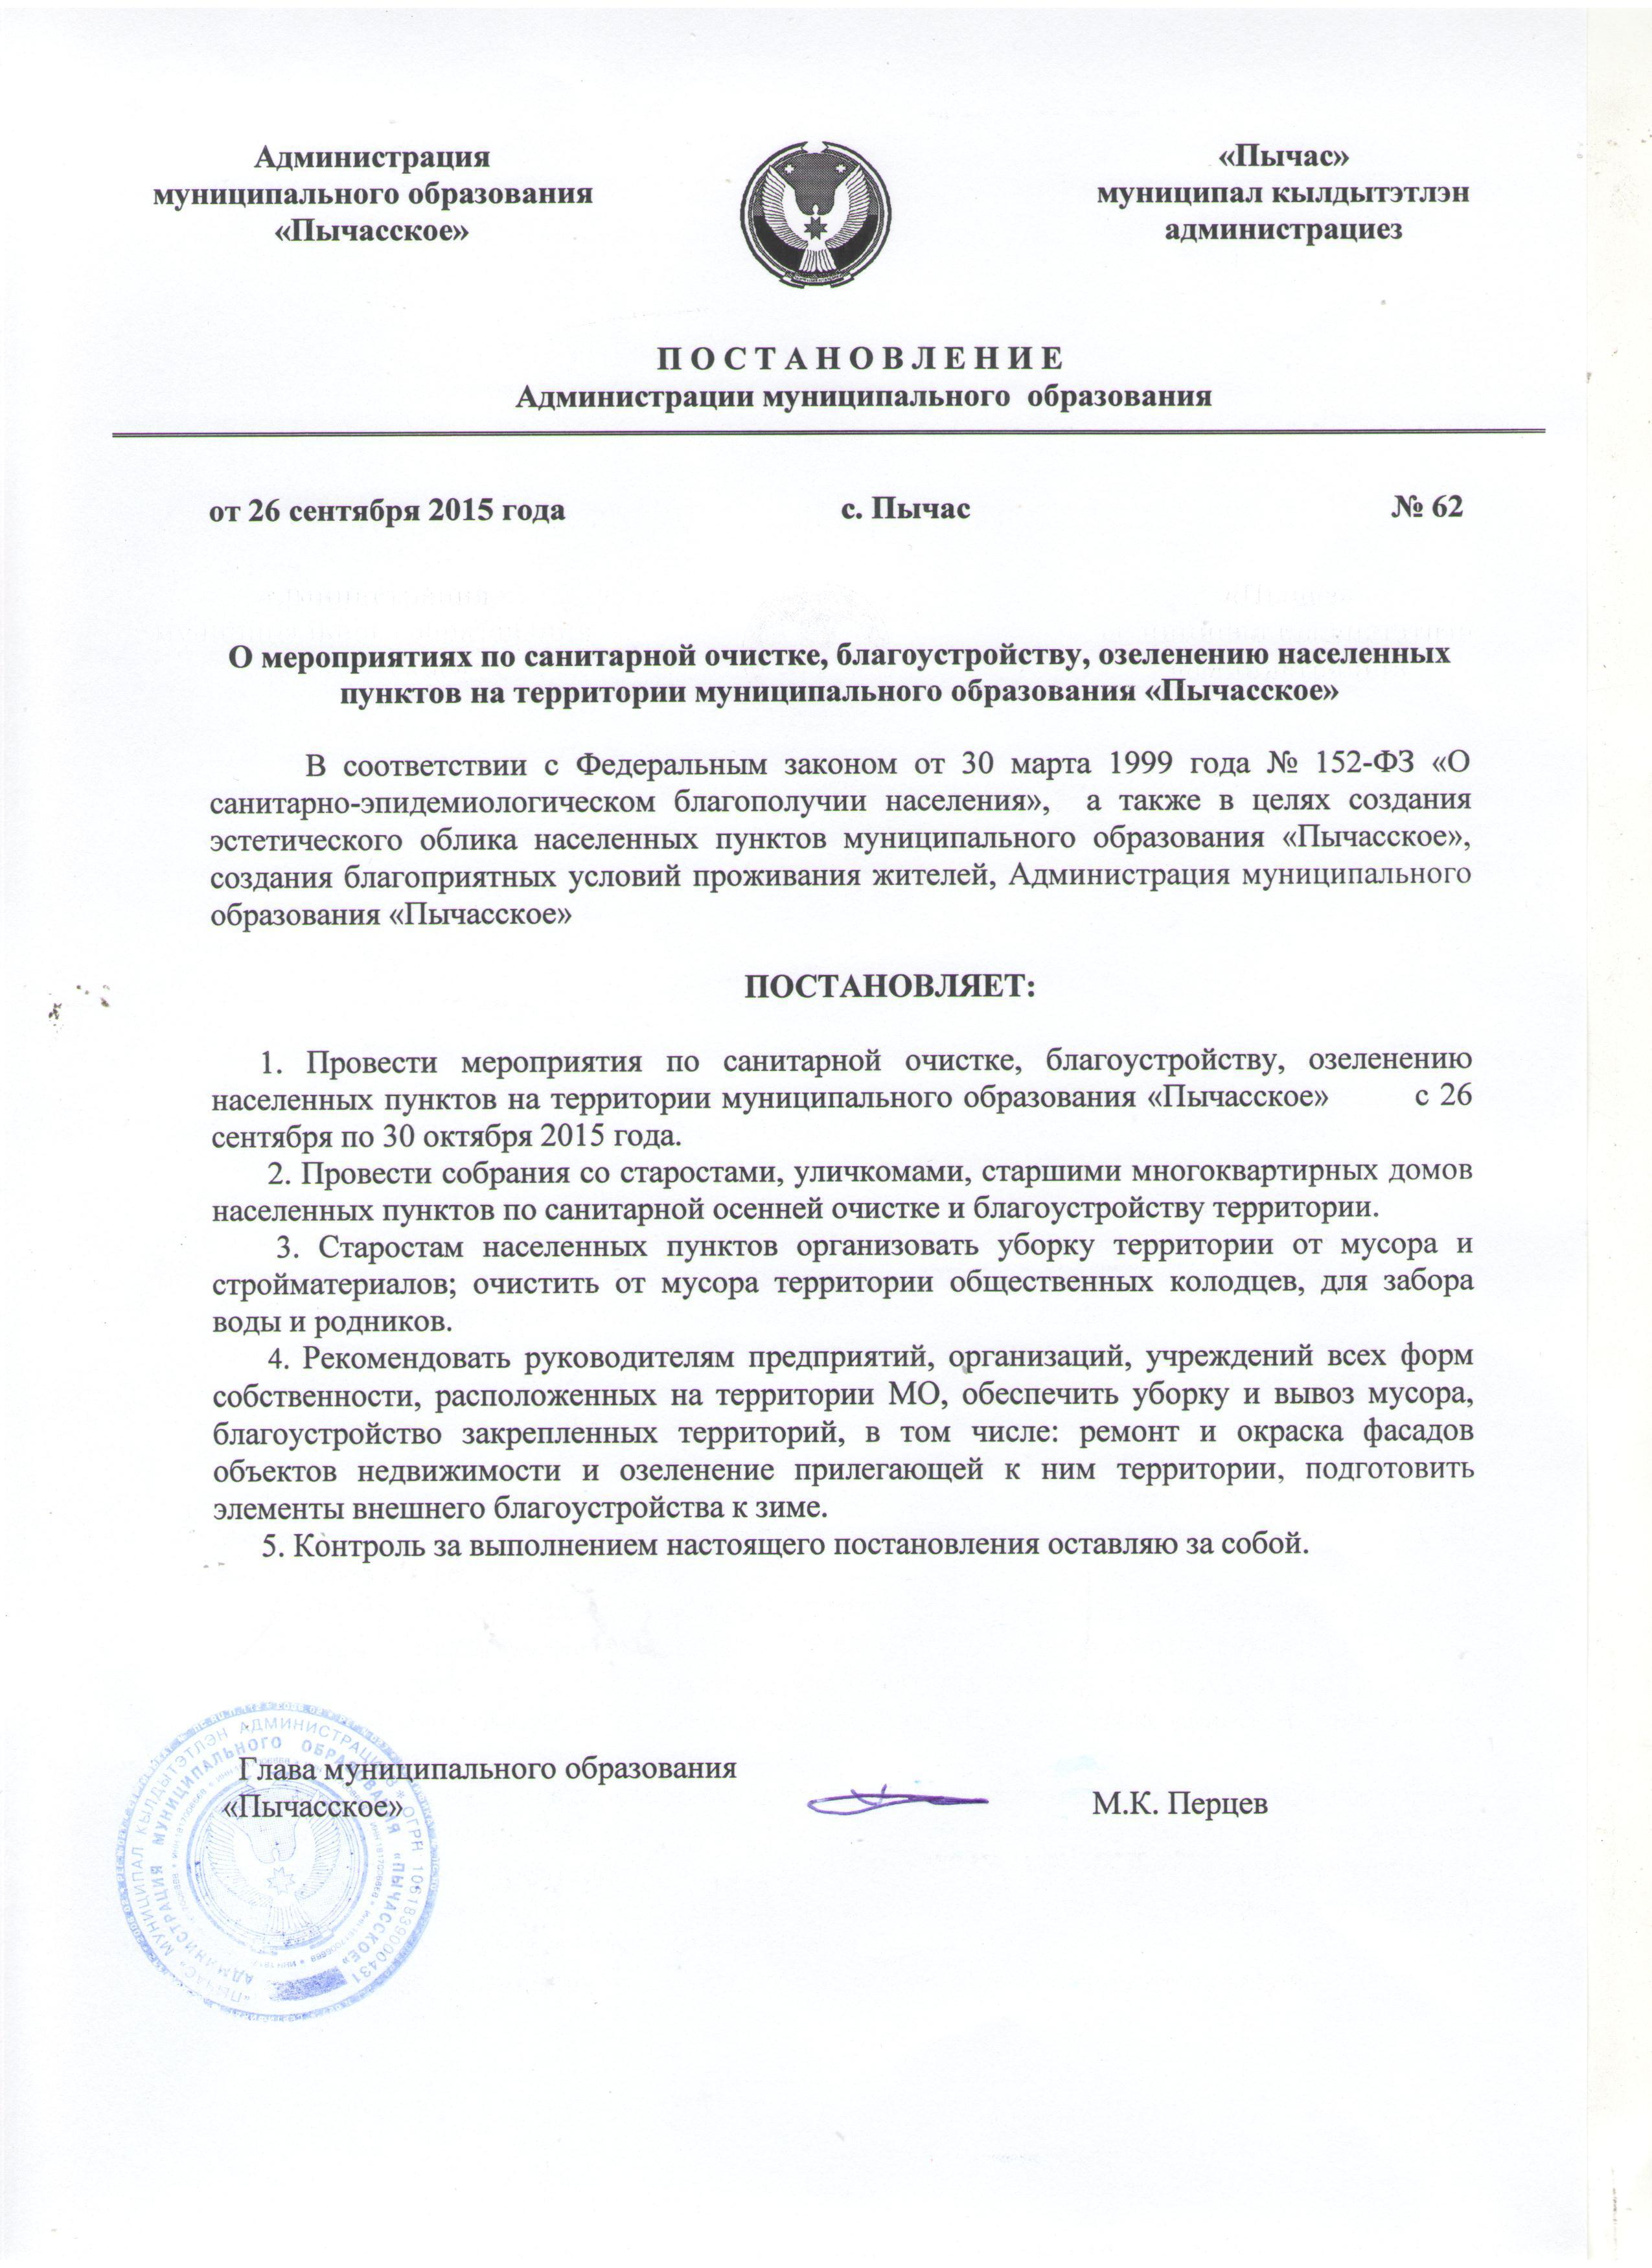 Администрация
муниципального образования
«Пычасское»
«Пычас»
муниципал кылдытэтлэн
администрациез
П О С Т А Н О В Л Е Н И Е
Администрации муниципального образования
от 26 сентября 2015 года с. Пычас № 62
О мероприятиях по санитарной очистке, благоустройству, озеленению населенных
пунктов на территории муниципального образования «Пычасское»
В соответствии с Федеральным законом от 30 марта 1999 года № 152-ФЗ «О
санитарно-эпидемиологическом благополучии населения», а также в целях создания
эстетического облика населенных пунктов муниципального образования «Пычасское»,
создания благоприятных условий проживания жителей, Администрация муниципального
образования «Пычасское»
ПОСТАНОВЛЯЕТ:
1. Провести мероприятия по санитарной очистке, благоустройству, озеленению
населенных пунктов на территории муниципального образования «Пычасское» с 26
сентября по 30 октября 2015 года.
2. Провести собрания со старостами, уличкомами, старшими многоквартирных домов
населенных пунктов по санитарной осенней очистке и благоустройству территории.
3. Старостам населенных пунктов организовать уборку территории от мусора и
стройматериалов; очистить от мусора территории общественных колодцев, для забора
воды и родников.
4. Рекомендовать руководителям предприятий, организаций, учреждений всех форм
собственности, расположенных на территории МО, обеспечить уборку и вывоз мусора,
благоустройство закрепленных территорий, в том числе: ремонт и окраска фасадов
объектов недвижимости и озеленение прилегающей к ним территории, подготовить
элементы внешнего благоустройства к зиме.
5. Контроль за выполнением настоящего постановления оставляю за собой.
Глава муниципального образования
«Пычасское» М.К. Перцев
«ПЫЧАС» МУНИЦИПАЛ КЫЛДЫТЭТЛЭН АДМИНИСТРАЦИЕЗ * ОГРН 1061839000431
АДМИНИСТРАЦИЯ МУНИЦИПАЛЬНОГО ОБРАЗОВАНИЯ «ПЫЧАССКОЕ»